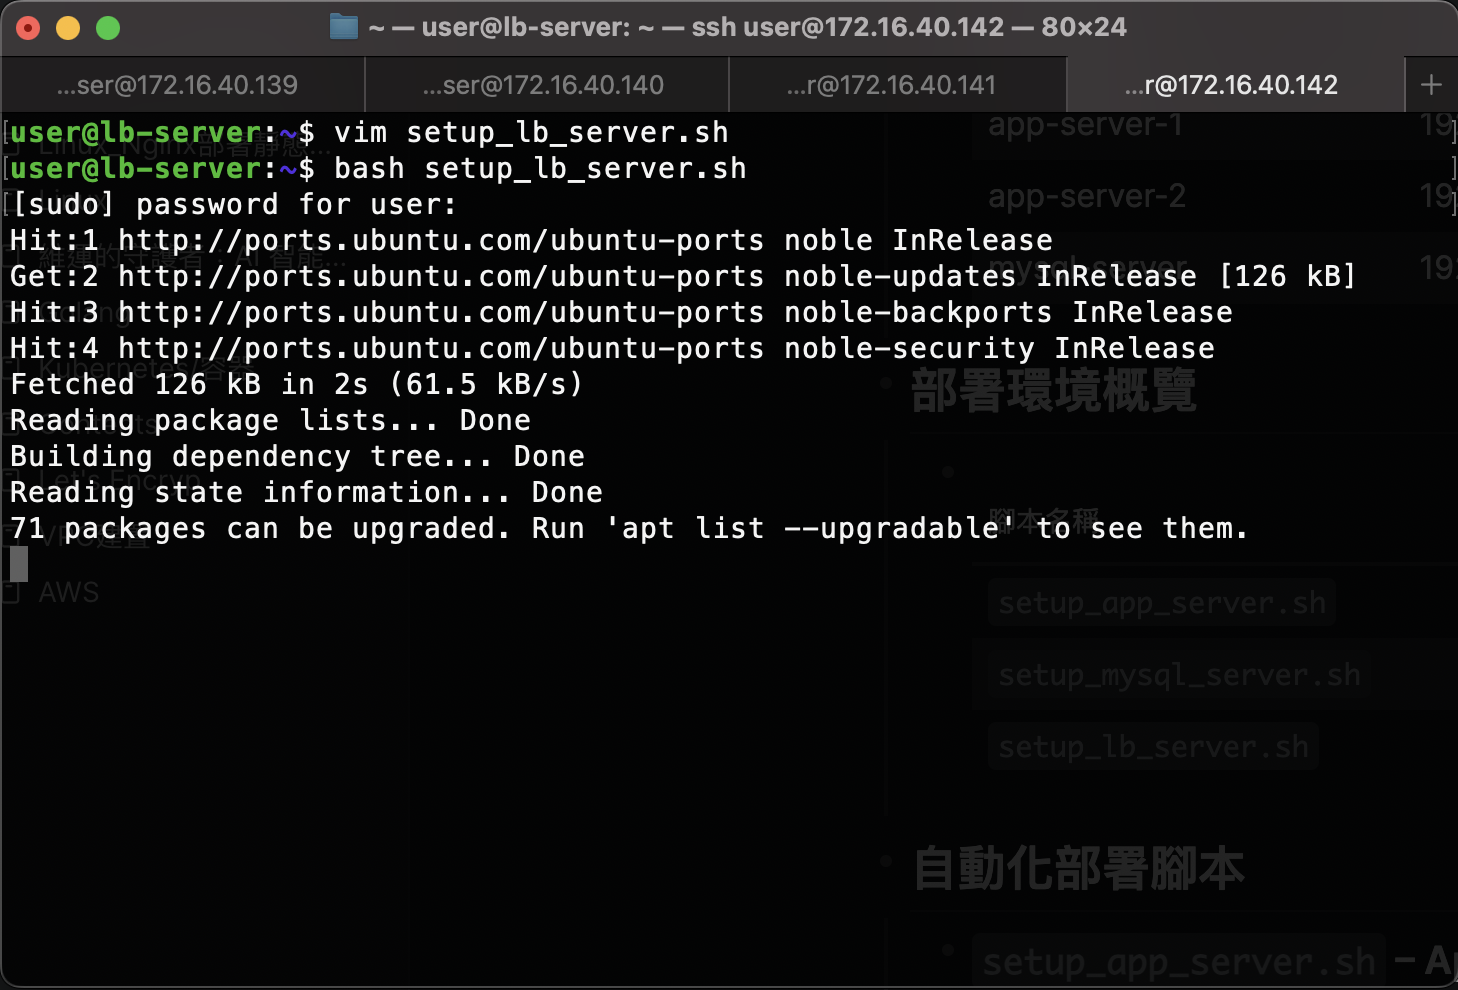 ~ — user@lb-server: ~ — ssh user@172.16.40.142 — 80×24
...ser@172.16.40.139
...ser@172.16.40.140
...r@172.16.40.141
...r@172.16.40.142
+
user@lb-server:~$ vim setup_lb_server.sh
user@lb-server:~$ bash setup_lb_server.sh
[sudo] password for user:
Hit:1 http://ports.ubuntu.com/ubuntu-ports noble InRelease
Get:2 http://ports.ubuntu.com/ubuntu-ports noble-updates InRelease [126 kB]
Hit:3 http://ports.ubuntu.com/ubuntu-ports noble-backports InRelease
Hit:4 http://ports.ubuntu.com/ubuntu-ports noble-security InRelease
Fetched 126 kB in 2s (61.5 kB/s)
Reading package lists... Done
Building dependency tree... Done
Reading state information... Done
71 packages can be upgraded. Run 'apt list --upgradable' to see them.
app-server-1
app-server-2
mysql-server
部署環境概覽
腳本名稱
AWS
setup_app_server.sh
setup_mysql_server.sh
setup_lb_server.sh
自動化部署腳本
setup_app_server.sh